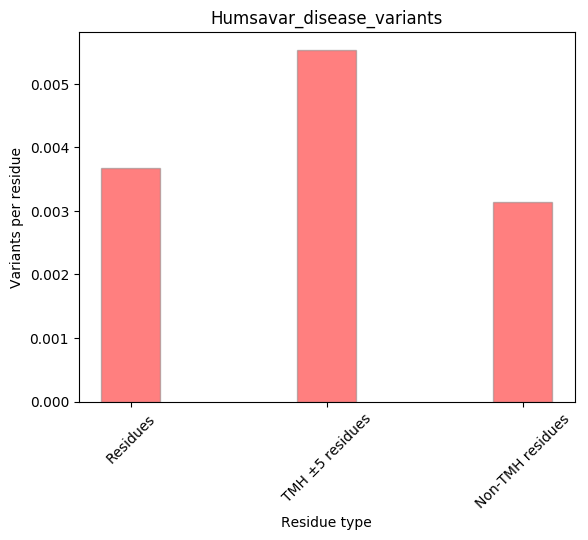 Humsavar_disease_variants
Variants per residue
0.005
0.004
0.003
0.002
0.001
0.000
Residues
TMH ±5 residues
Non-TMH residues
Residue type